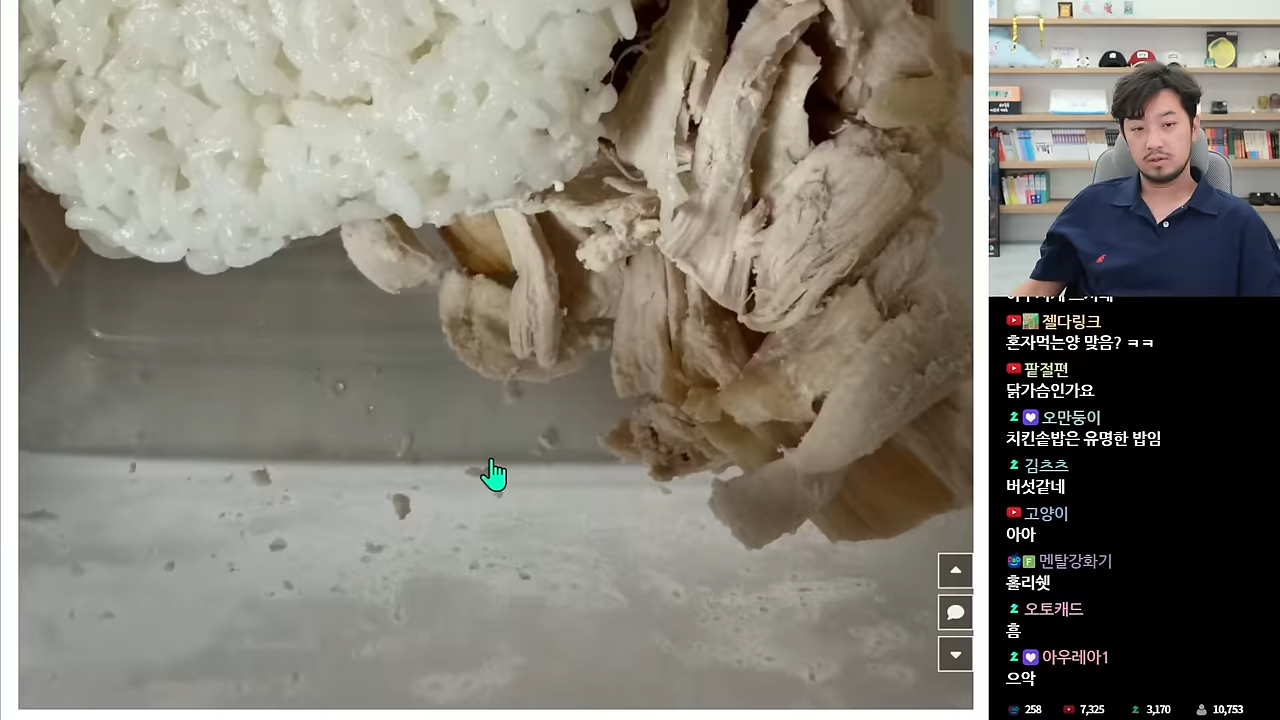 젤다링크
혼자먹는양 맞음? ㅋㅋ
팥절편
닭가슴인가요
오만둥이
치킨솥밥은 유명한 밥임
김츠츠
버섯같네
고양이
아아
멘탈강화기
홀리쉣
오토캐드
흠
아우레아1
으악
258 7,325 3,170 10,753